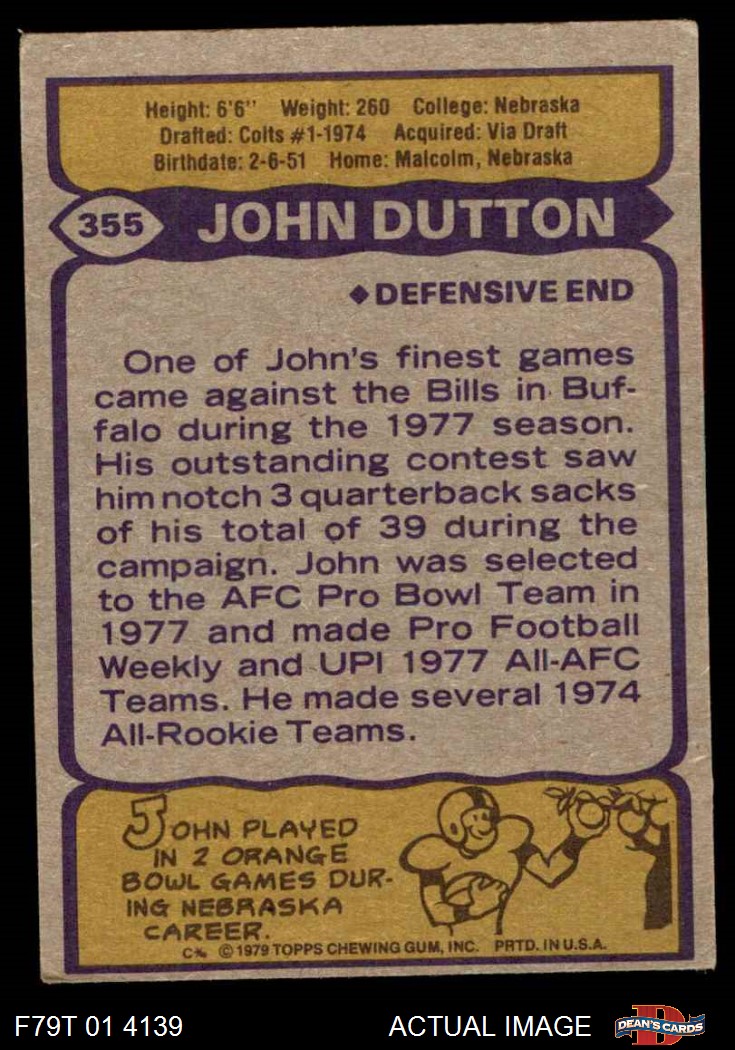 Height: 6'6" Weight: 260 College: Nebraska
Drafted: Colts #1-1974 Acquired: Via Draft
Birthdate: 2-6-51 Home: Malcolm, Nebraska
355 JOHN DUTTON
◆DEFENSIVE END
One of John's finest games
came against the Bills in Buf-
falo during the 1977 season.
His outstanding contest saw
him notch 3 quarterback sacks
of his total of 39 during the
campaign. John was selected
to the AFC Pro Bowl Team in
1977 and made Pro Football
Weekly and UPI 1977 All-AFC
Teams. He made several 1974
All-Rookie Teams.
JOHN PLAYED
IN 2 ORANGE
BOWL GAMES DUR-
ING NEBRASKA
CAREER.
C* ©1979 TOPPS CHEWING GUM, INC. PRTD. IN U.S.A.
F79T 01 4139 ACTUAL IMAGE D DEAN'S CARDS